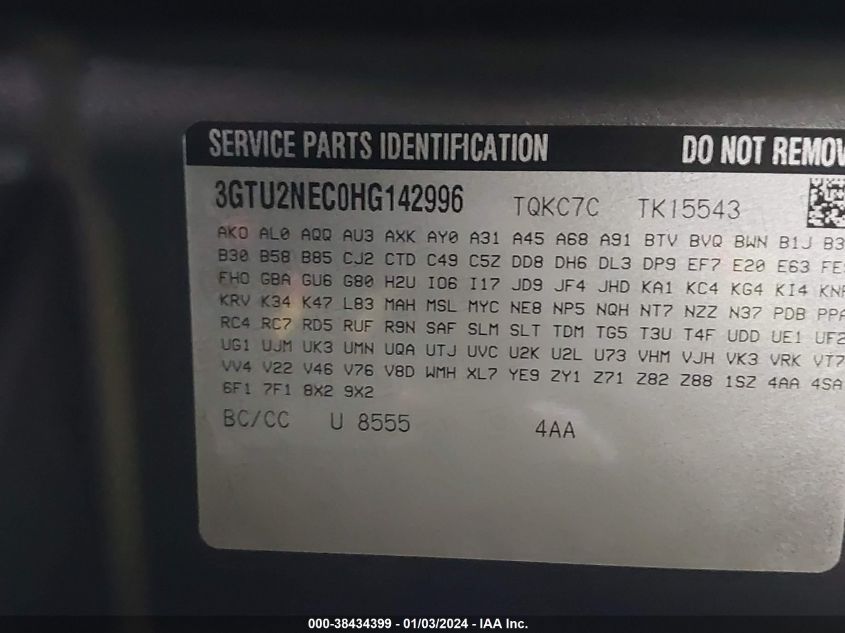 SERVICE PARTS IDENTIFICATION DO NOT REMOV
3GTU2NEC0HG142996 TQKC7C TK15543
AKO AL0 AQQ AU3 AXK AY0 A31 A45 A68 A91 BTV BVQ BWN B1J B3
B30 B58 B85 CJ2 CTD C49 C5Z DD8 DH6 DL3 DP9 EF7 E20 E63 FE
FHO GBA GU6 G80 H2U IO6 I17 JD9 JF4 JHD KA1 KC4 KG4 KI4 KN
KRV K34 K47 L83 MAH MSL MYC NE8 NP5 NQH NT7 NZZ N37 PDB PPA
RC4 RC7 RD5 RUF R9N SAF SLM SLT TDM TG5 T3U T4F UDD UE1 UF2
UG1 UJM UK3 UMN UQA UTJ UVC U2K U2L U73 VHM VJH VK3 VRK VT7
VV4 V22 V46 V76 V8D WMH XL7 YE9 ZY1 Z71 Z82 Z88 1SZ 4AA 4SA
6F1 7F1 8X2 9X2
BC/CC U 8555 4AA
000-38434399 - 01/03/2024 - IAA Inc.